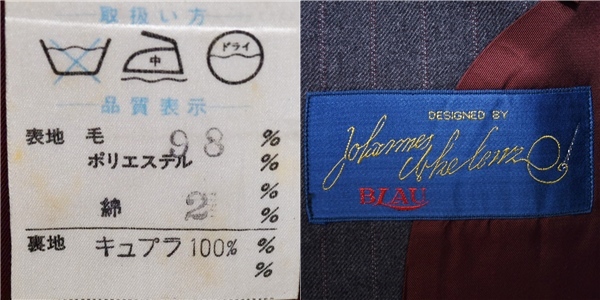 取扱い方
中
ドライ
品質表示
表地 毛 98 %
ポリエステル %
%
綿 2 %
裏地 キュプラ 100% %
%
DESIGNED BY
Johannes
BLAU